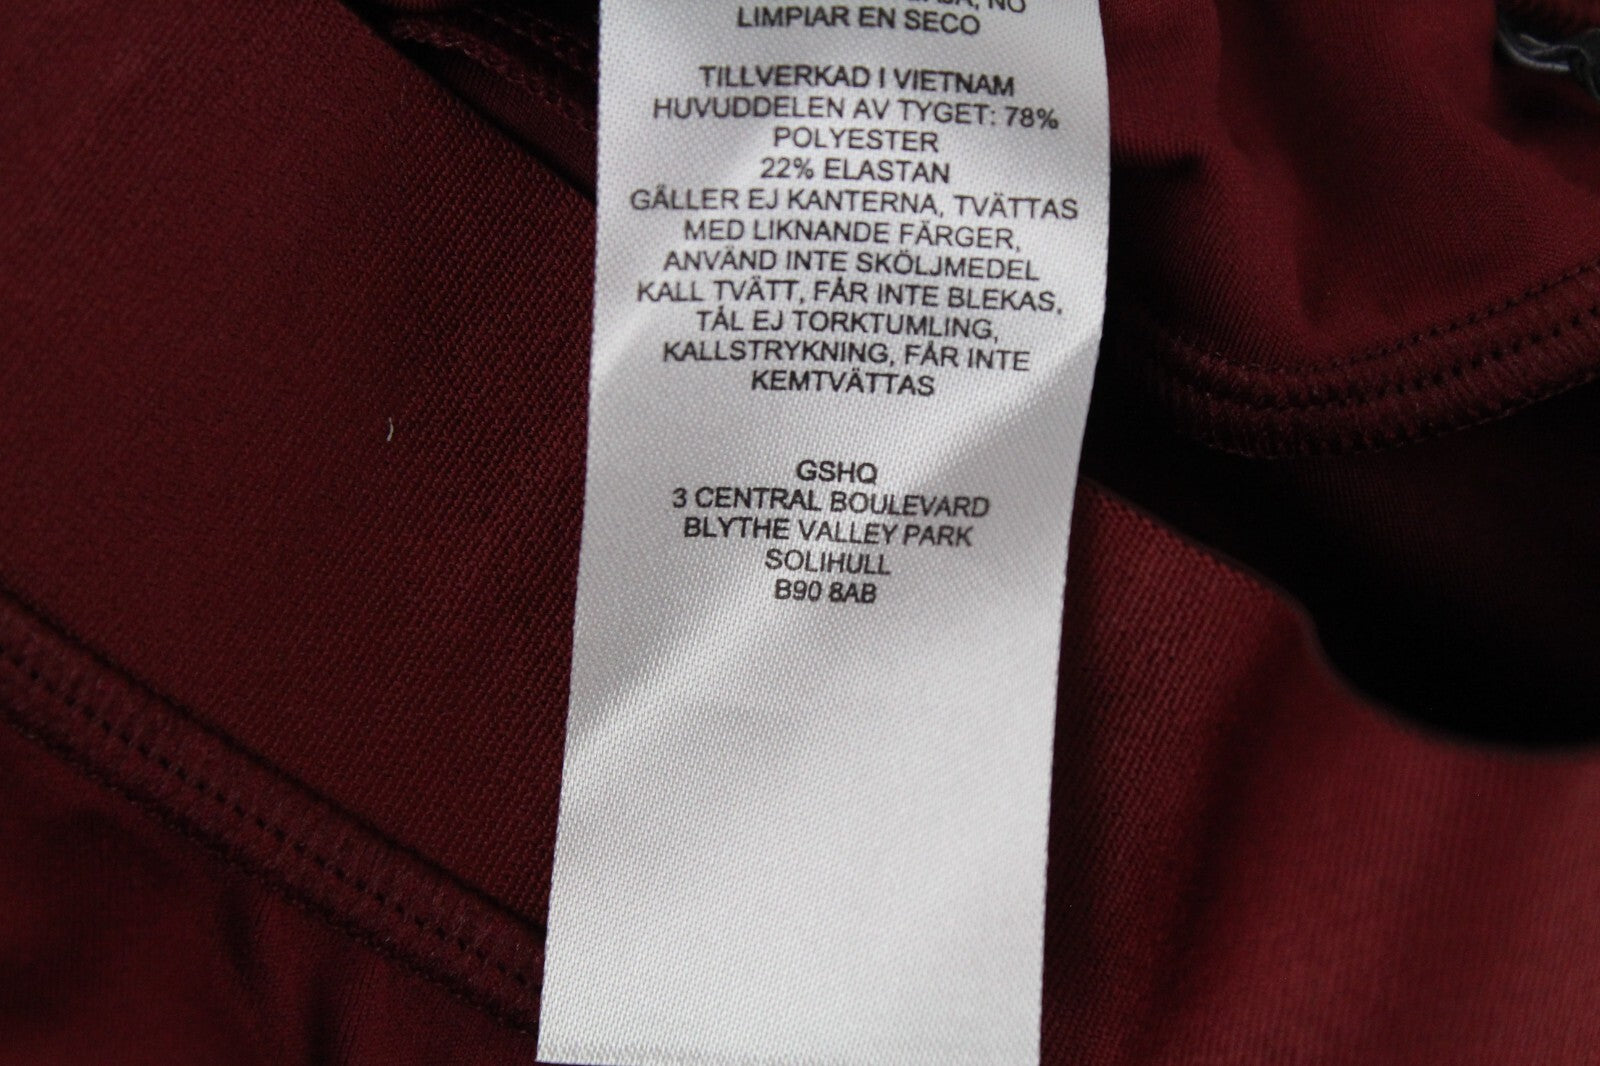 NO
LIMPIAR EN SECO
TILLVERKAD I VIETNAM
HUVUDDELEN AV TYGET: 78%
POLYESTER
22% ELASTAN
GÄLLER EJ KANTERNA, TVÄTTAS
MED LIKNANDE FÄRGER,
ANVÄND INTE SKÖLJMEDEL
KALL TVÄTT, FÅR INTE BLEKAS,
TÅL EJ TORKTUMLING,
KALLSTRYKNING, FÅR INTE
KEMTVÄTTAS
GSHQ
3 CENTRAL BOULEVARD
BLYTHE VALLEY PARK
SOLIHULL
B90 8AB